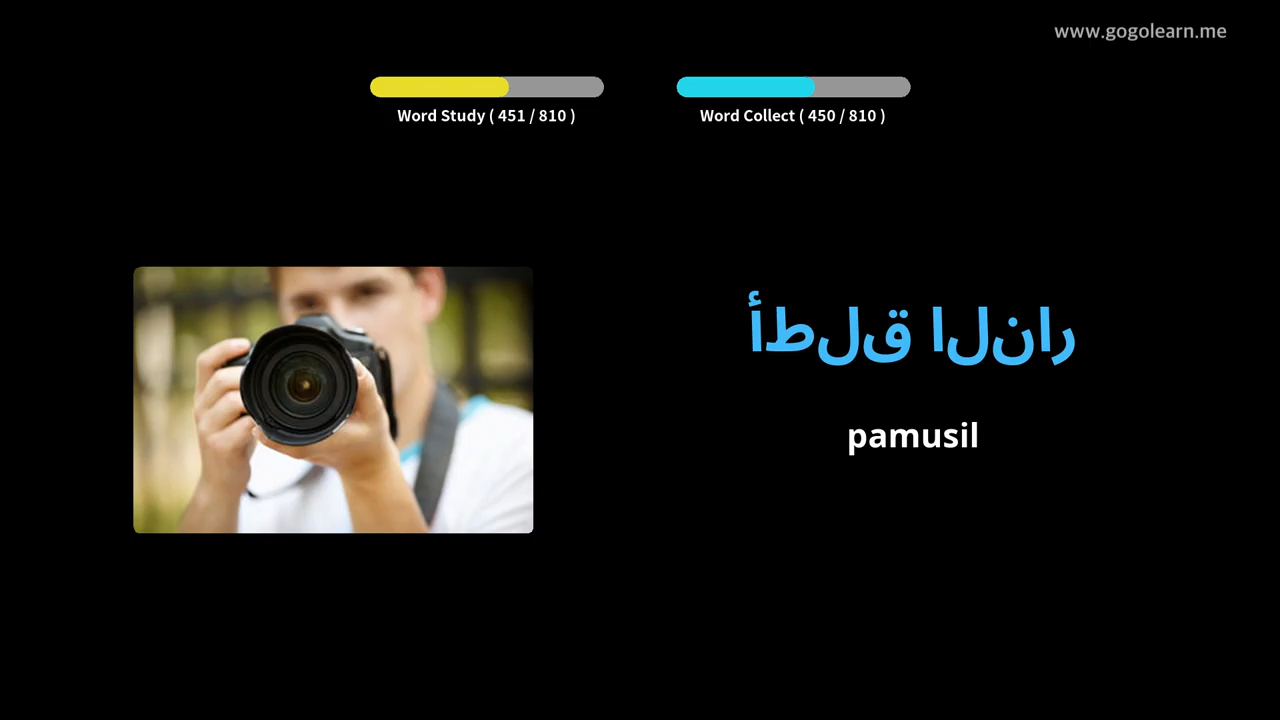 www.gogolearn.me
Word Study ( 451 / 810 )
Word Collect ( 450 / 810 )
أطلق النار
pamusil